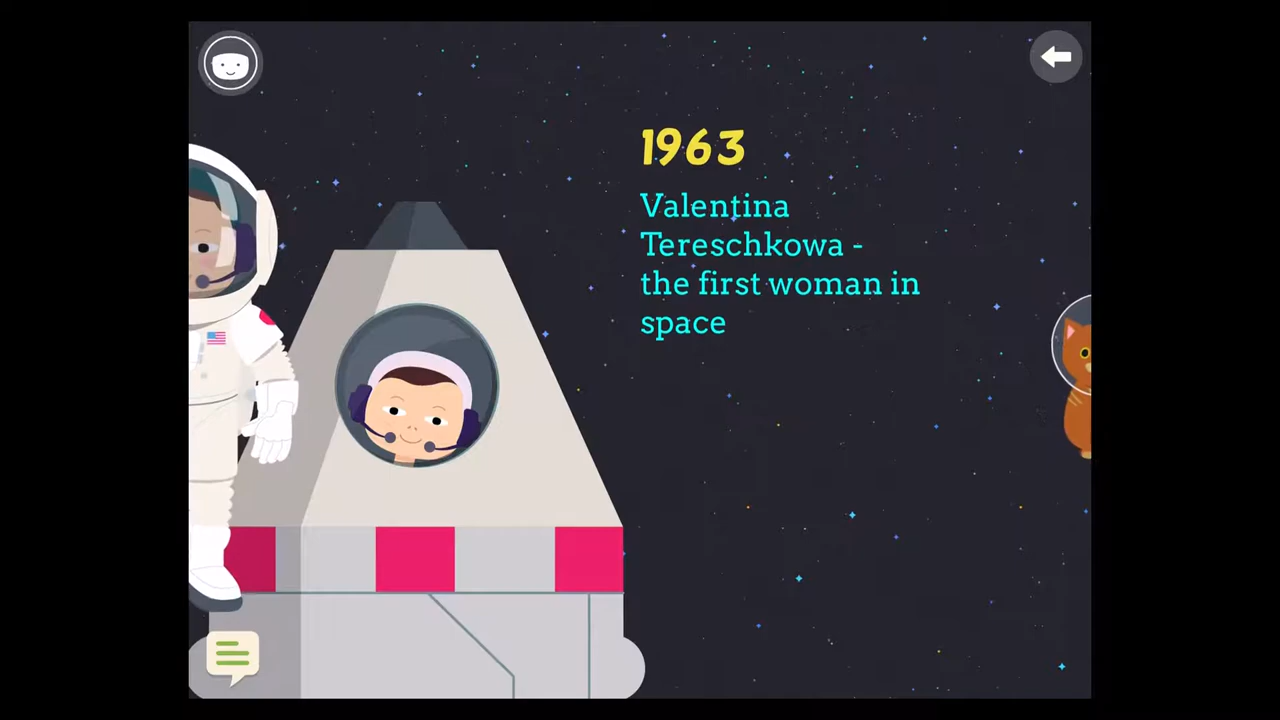 1963
Valentina
Tereschkowa -
the first woman in
space